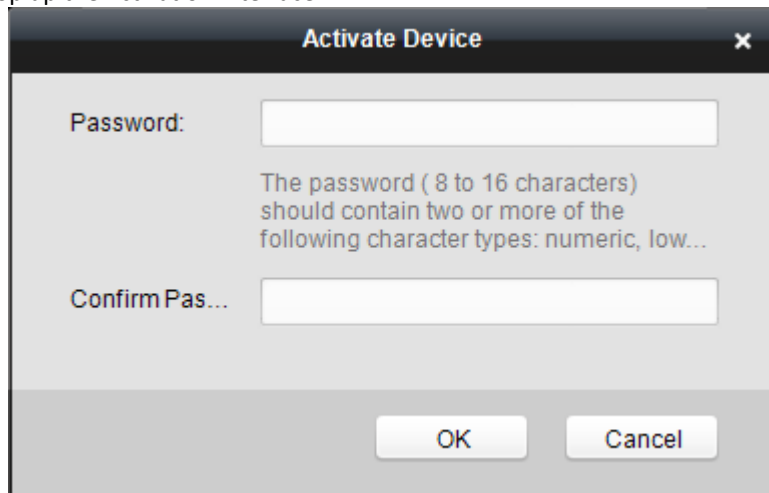 Activate Device
Password:
The password ( 8 to 16 characters)
should contain two or more of the
following character types: numeric, low...
Confirm Pas...
OK
Cancel